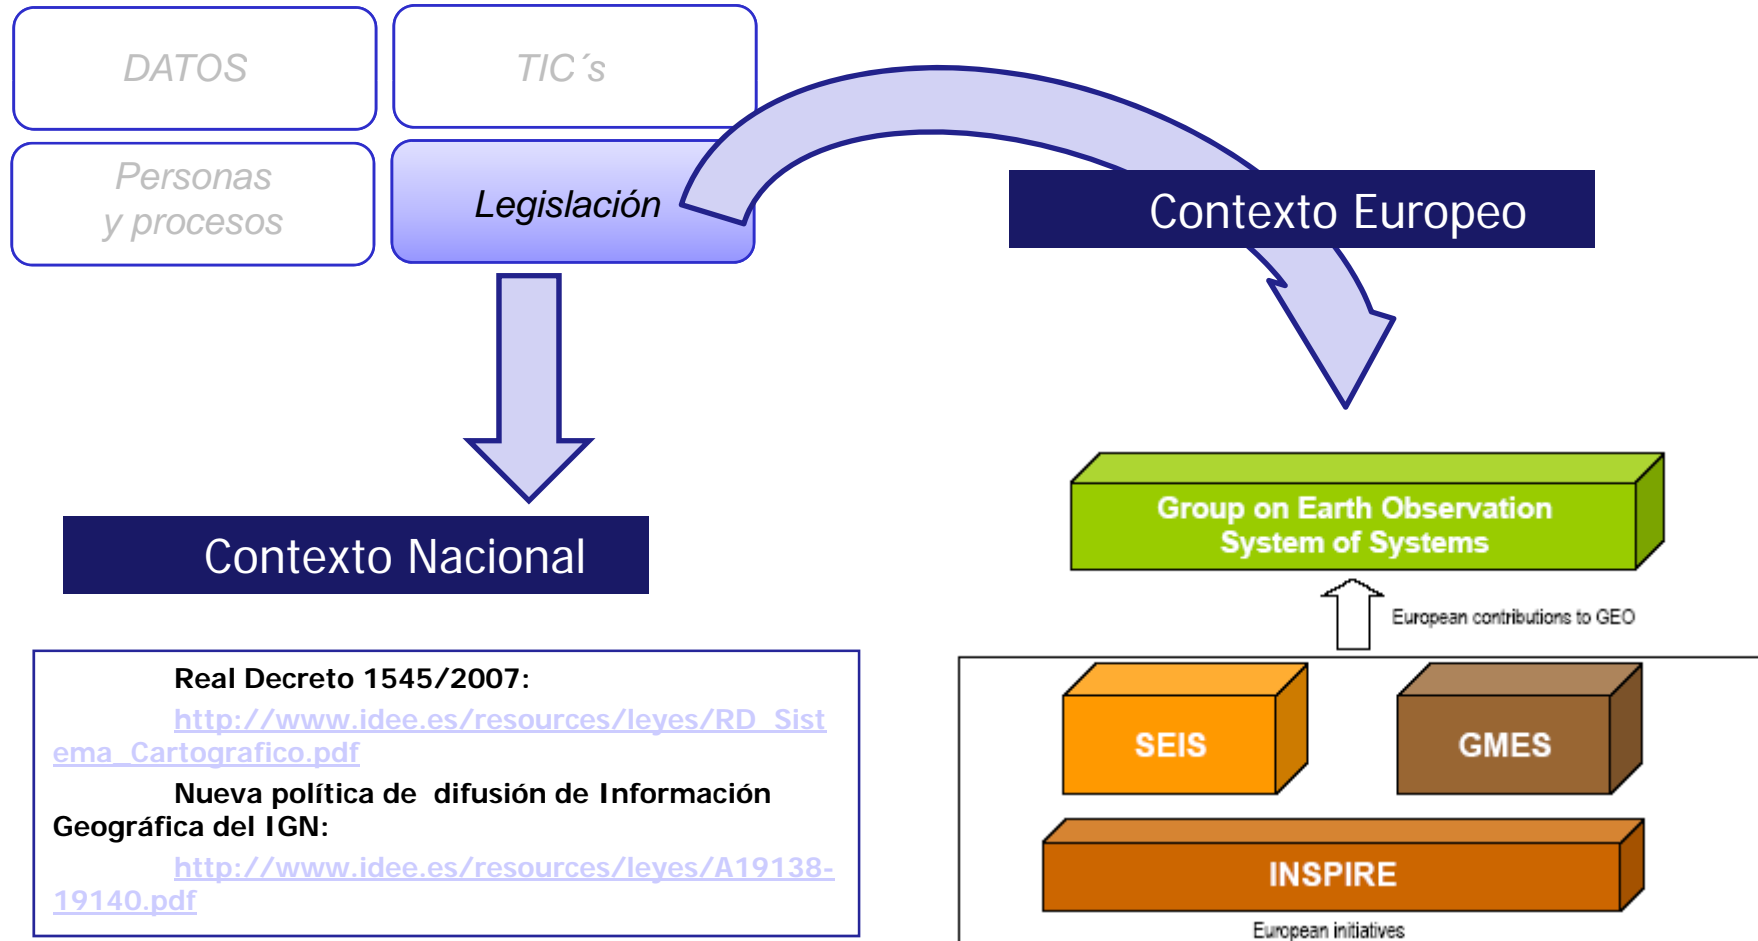 DATOS
TIC´s
Personas
y procesos
Legislación
Contexto Europeo
Contexto Nacional
Real Decreto 1545/2007:
http://www.idee.es/resources/leyes/RD_Sist
ema_Cartografico.pdf
Nueva política de difusión de Información
Geográfica del IGN:
http://www.idee.es/resources/leyes/A19138-
19140.pdf
Group on Earth Observation
System of Systems
European contributions to GEO
SEIS
GMES
INSPIRE
European initiatives